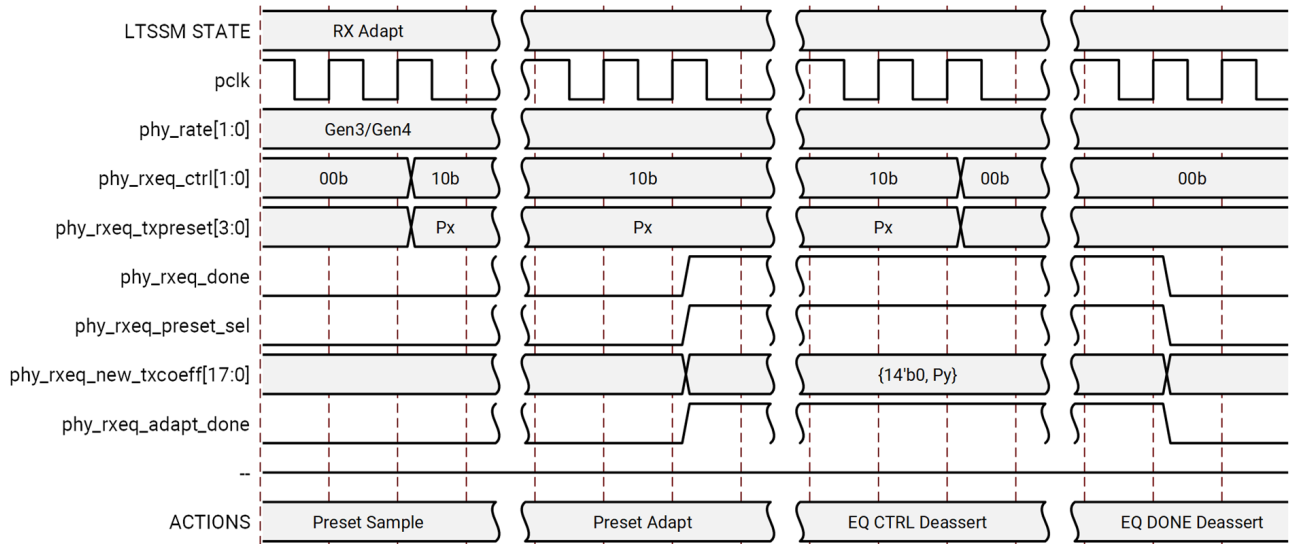 LTSSM STATE RX Adapt
pclk
phy_rate[1:0] Gen3/Gen4
phy_rxeq_ctrl[1:0] 00b 10b 10b 10b 00b 00b
phy_rxeq_txpreset[3:0] Px Px Px
phy_rxeq_done
phy_rxeq_preset_sel
phy_rxeq_new_txcoeff[17:0] {14'b0, Py}
phy_rxeq_adapt_done
--
ACTIONS Preset Sample Preset Adapt EQ CTRL Deassert EQ DONE Deassert